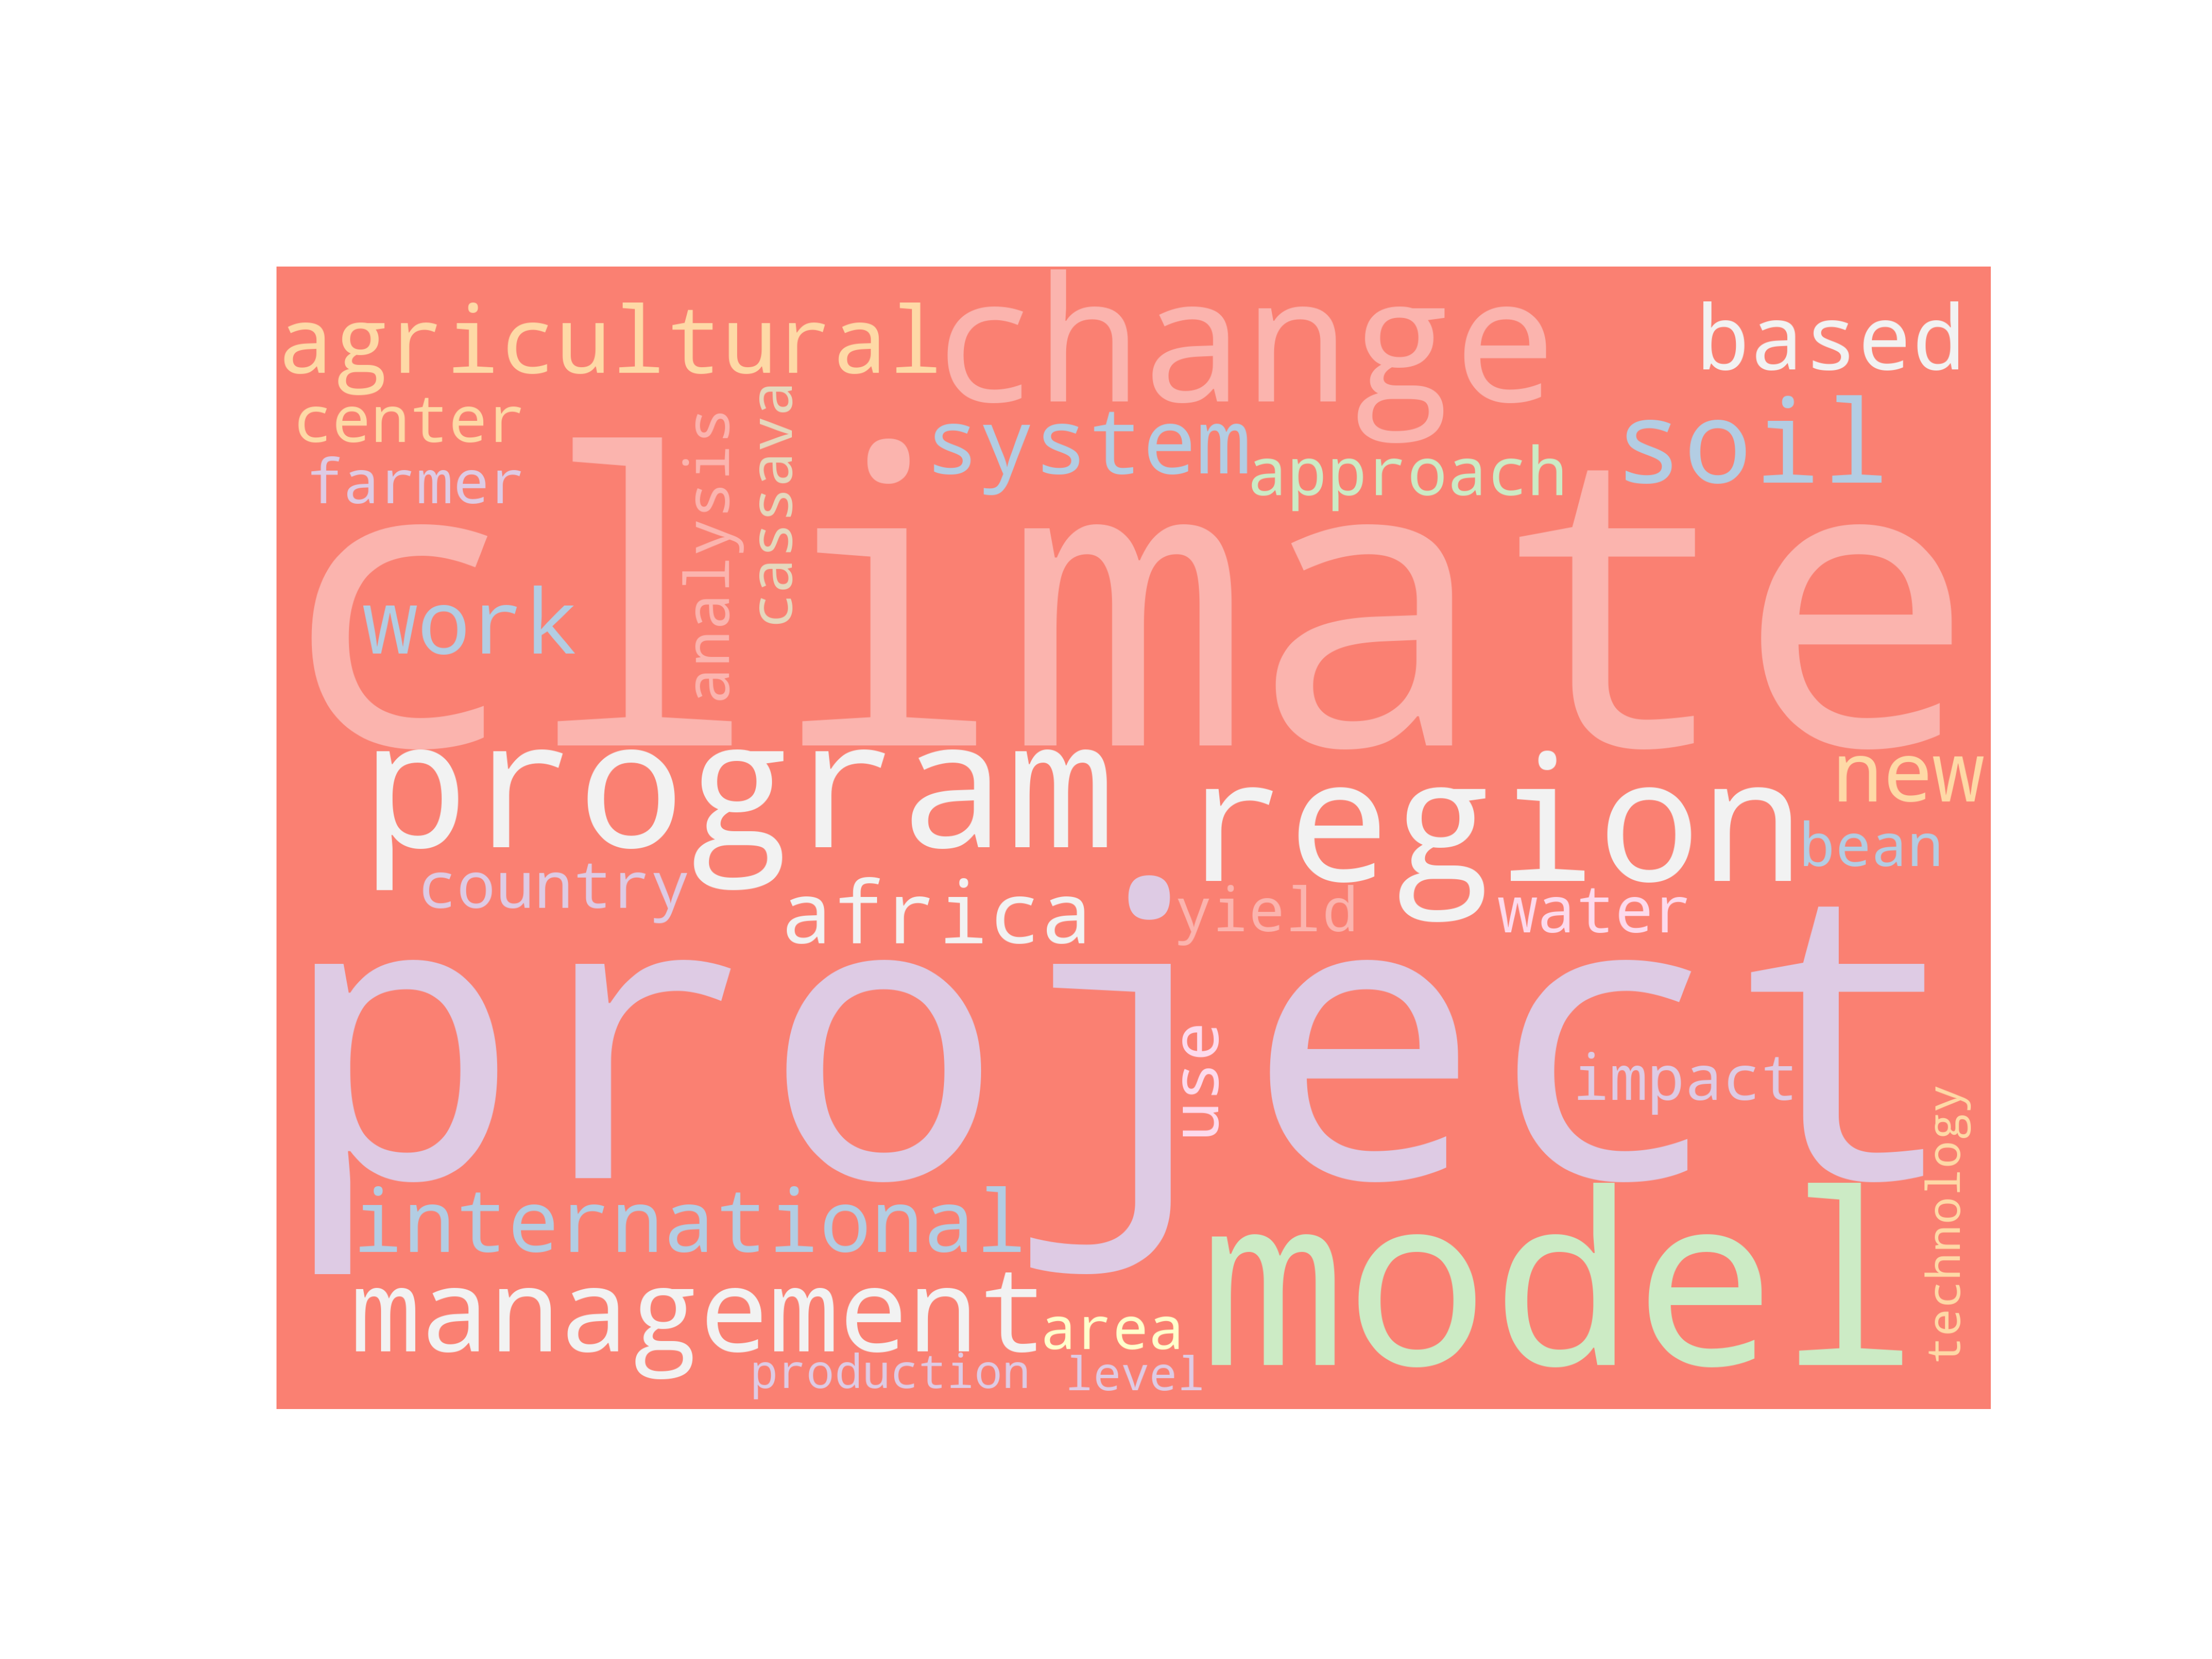 agricultural change based
center
farmer
analysis
cassava
system approach soil
climate
work
program region new
bean
country africa yield water
project
use
impact
technology
international
model
management area
production level